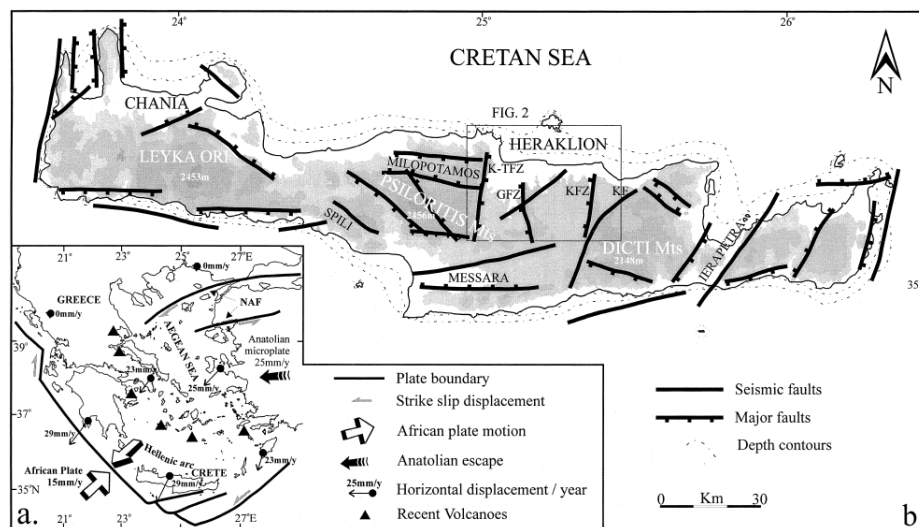 24° 25° 26°
CRETAN SEA
N
CHANIA
FIG. 2
HERAKLION
LEYKA ORI
2453m
MILOPOTAMOS
K-TFZ
PSILORITIS Mts
2456m
GFZ
KFZ
KF
SPILI
DICTI Mts
2148m
IERAPETRA
MESSARA
35
21° 23° 25° 27°E
0mm/y
GREECE
NAF
0mm/y
AEGEAN SEA
39°
Anatolian
microplate
25mm/y
23mm/y
25mm/y
37°
29mm/y
Hellenic arc
23mm/y
African Plate
15mm/y
CRETE
29mm/y
35°N
21° 23° 25° 27°E
a.
Plate boundary
Strike slip displacement
African plate motion
Anatolian escape
25mm/y
Horizontal displacement / year
Recent Volcanoes
Seismic faults
Major faults
Depth contours
0 Km 30
b